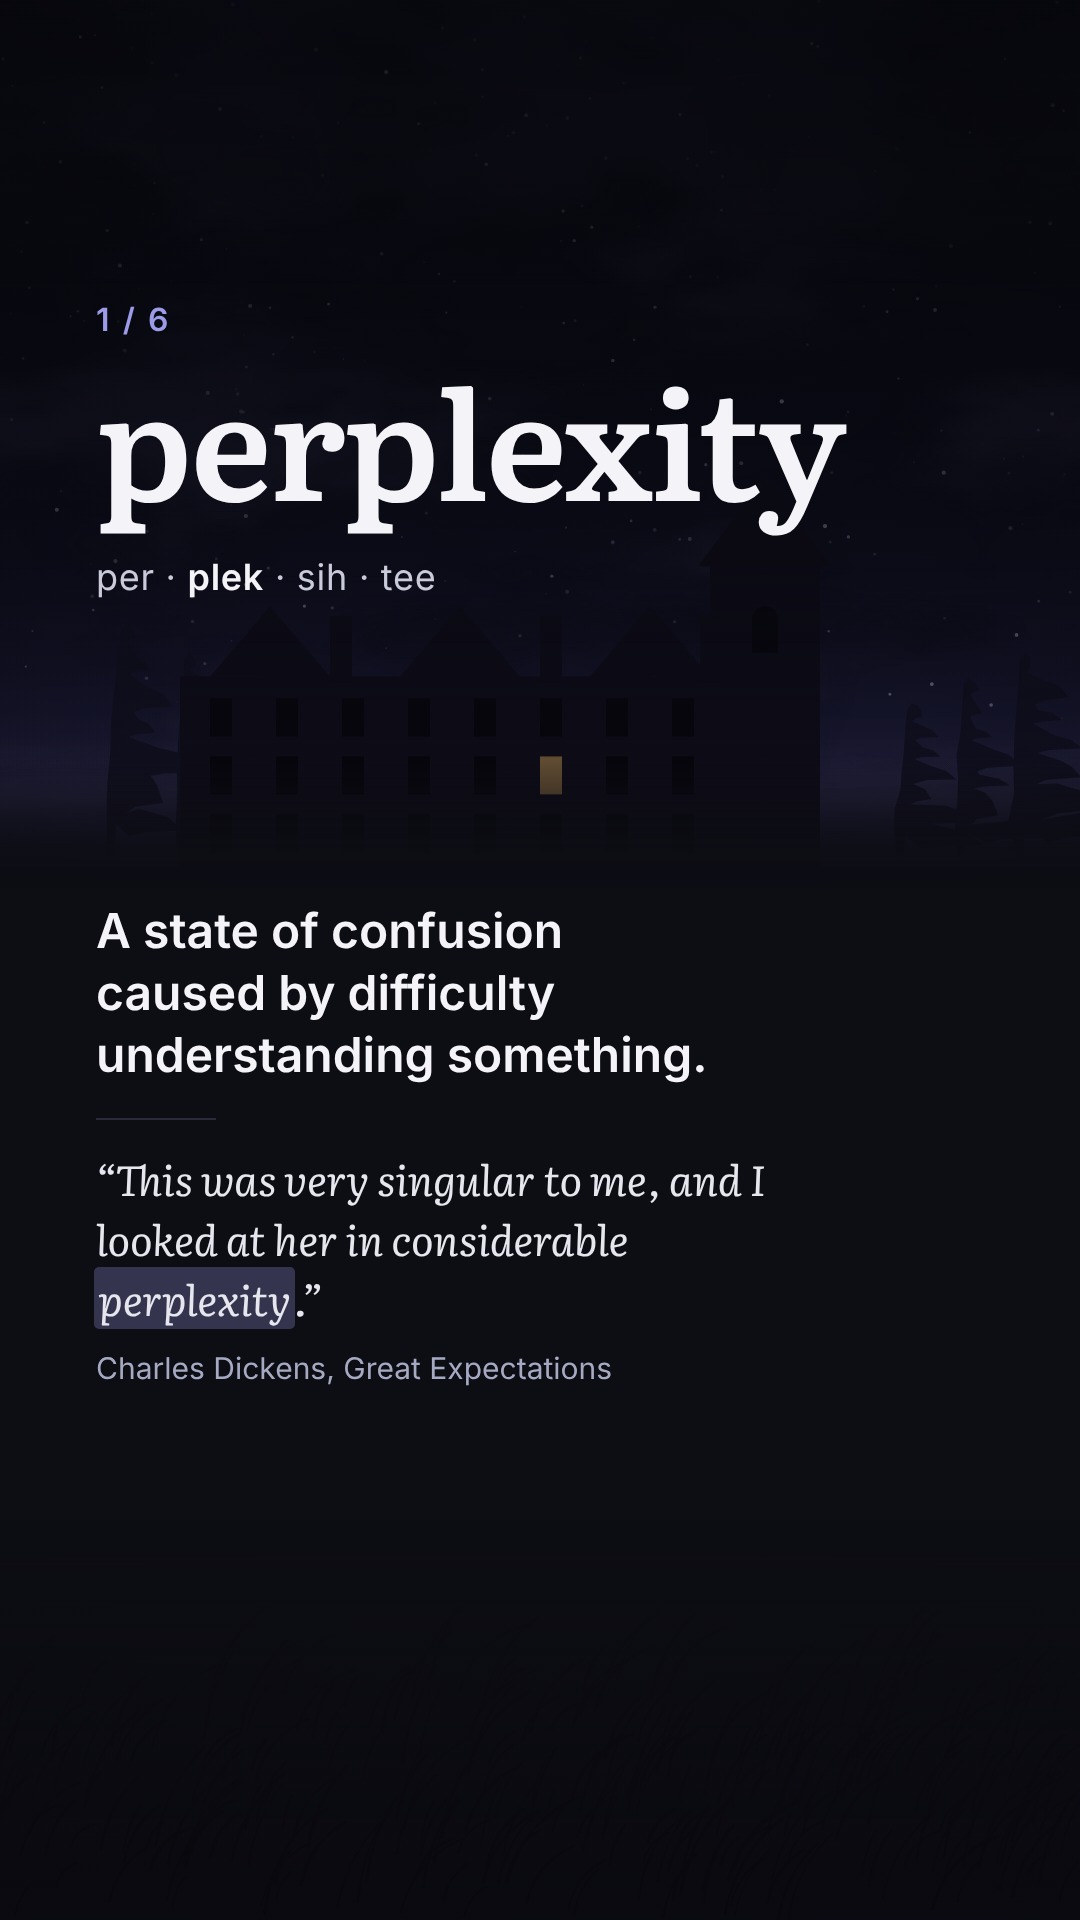 1 / 6
perplexity
per · plek · sih · tee
A state of confusion
caused by difficulty
understanding something.
“This was very singular to me, and I
looked at her in considerable
perplexity.”
Charles Dickens, Great Expectations